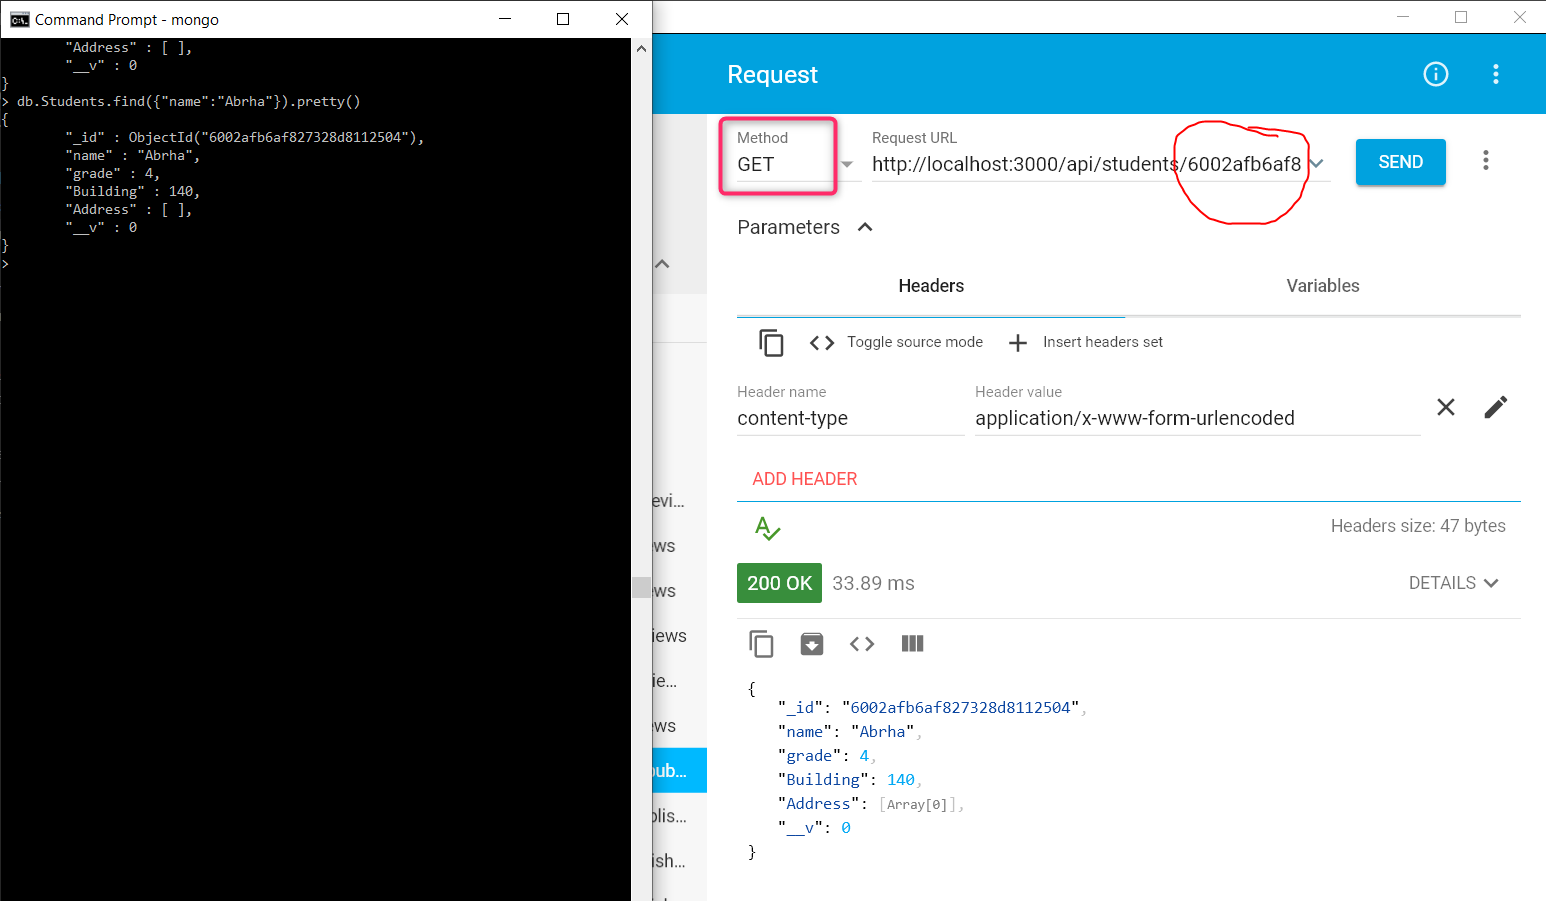 Command Prompt - mongo
"Address" : [ ],
"__v" : 0
}
> db.Students.find({"name":"Abrha"}).pretty()
{
"_id" : ObjectId("6002afb6af827328d8112504"),
"name" : "Abrha",
"grade" : 4,
"Building" : 140,
"Address" : [ ],
"__v" : 0
}
>
Request
Method
Request URL
GET
http://localhost:3000/api/students/6002afb6af8
SEND
Parameters
Headers
Variables
Toggle source mode
Insert headers set
Header name
Header value
content-type
application/x-www-form-urlencoded
ADD HEADER
Headers size: 47 bytes
200 OK
33.89 ms
DETAILS
{
"_id": "6002afb6af827328d8112504",
"name": "Abrha",
"grade": 4,
"Building": 140,
"Address": [Array[0]],
"__v": 0
}
evi...
ews
ews
iews
ie...
ews
pub...
blis...
ish...